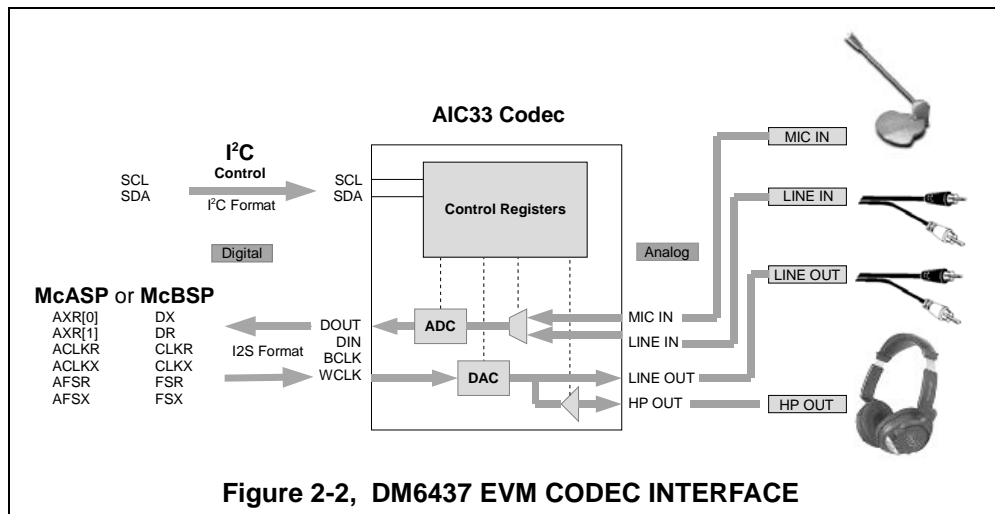 AIC33 Codec
MIC IN
I²C
Control
SCL
SDA
I²C Format
SCL
SDA
Control Registers
LINE IN
Digital
Analog
LINE OUT
McASP or McBSP
AXR[0] DX
AXR[1] DR
ACLKR CLKR
ACLKX CLKX
AFSR FSR
AFSX FSX
I2S Format
DOUT
DIN
BCLK
WCLK
ADC
DAC
MIC IN
LINE IN
LINE OUT
HP OUT
HP OUT
Figure 2-2, DM6437 EVM CODEC INTERFACE